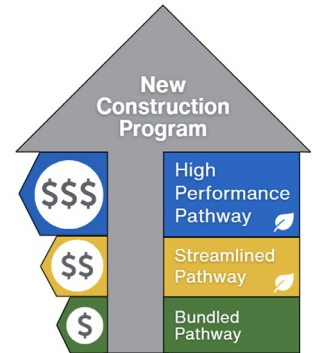 New
Construction
Program
$$$
High
Performance
Pathway
$$
Streamlined
Pathway
$
Bundled
Pathway